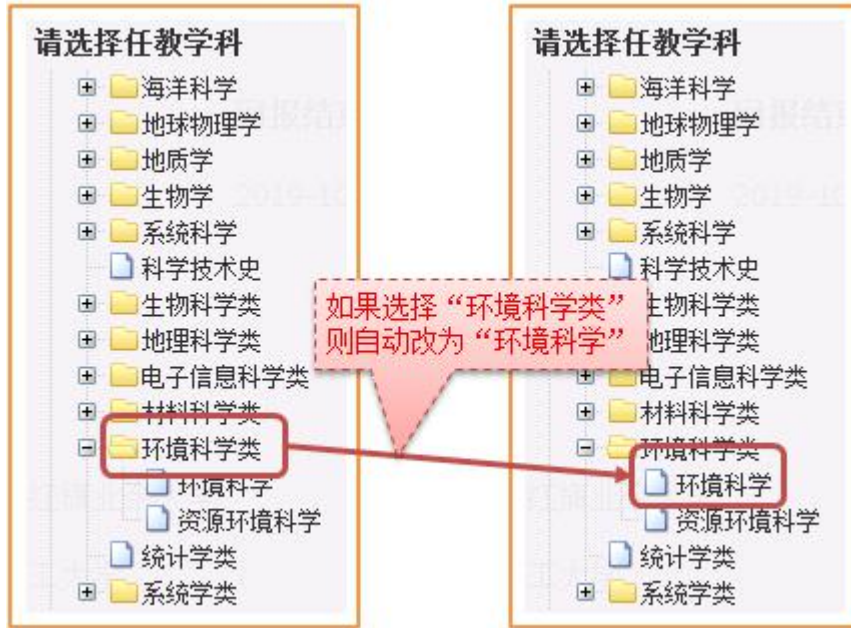 请选择任教学科
海洋科学
地球物理学
地质学
生物学
系统科学
科学技术史
生物科学类
地理科学类
电子信息科学类
材料科学类
环境科学类
环境科学
资源环境科学
统计学类
系统学类
如果选择“环境科学类”
则自动改为“环境科学”
请选择任教学科
海洋科学
地球物理学
地质学
生物学
系统科学
科学技术史
生物科学类
地理科学类
电子信息科学类
材料科学类
环境科学类
环境科学
资源环境科学
统计学类
系统学类